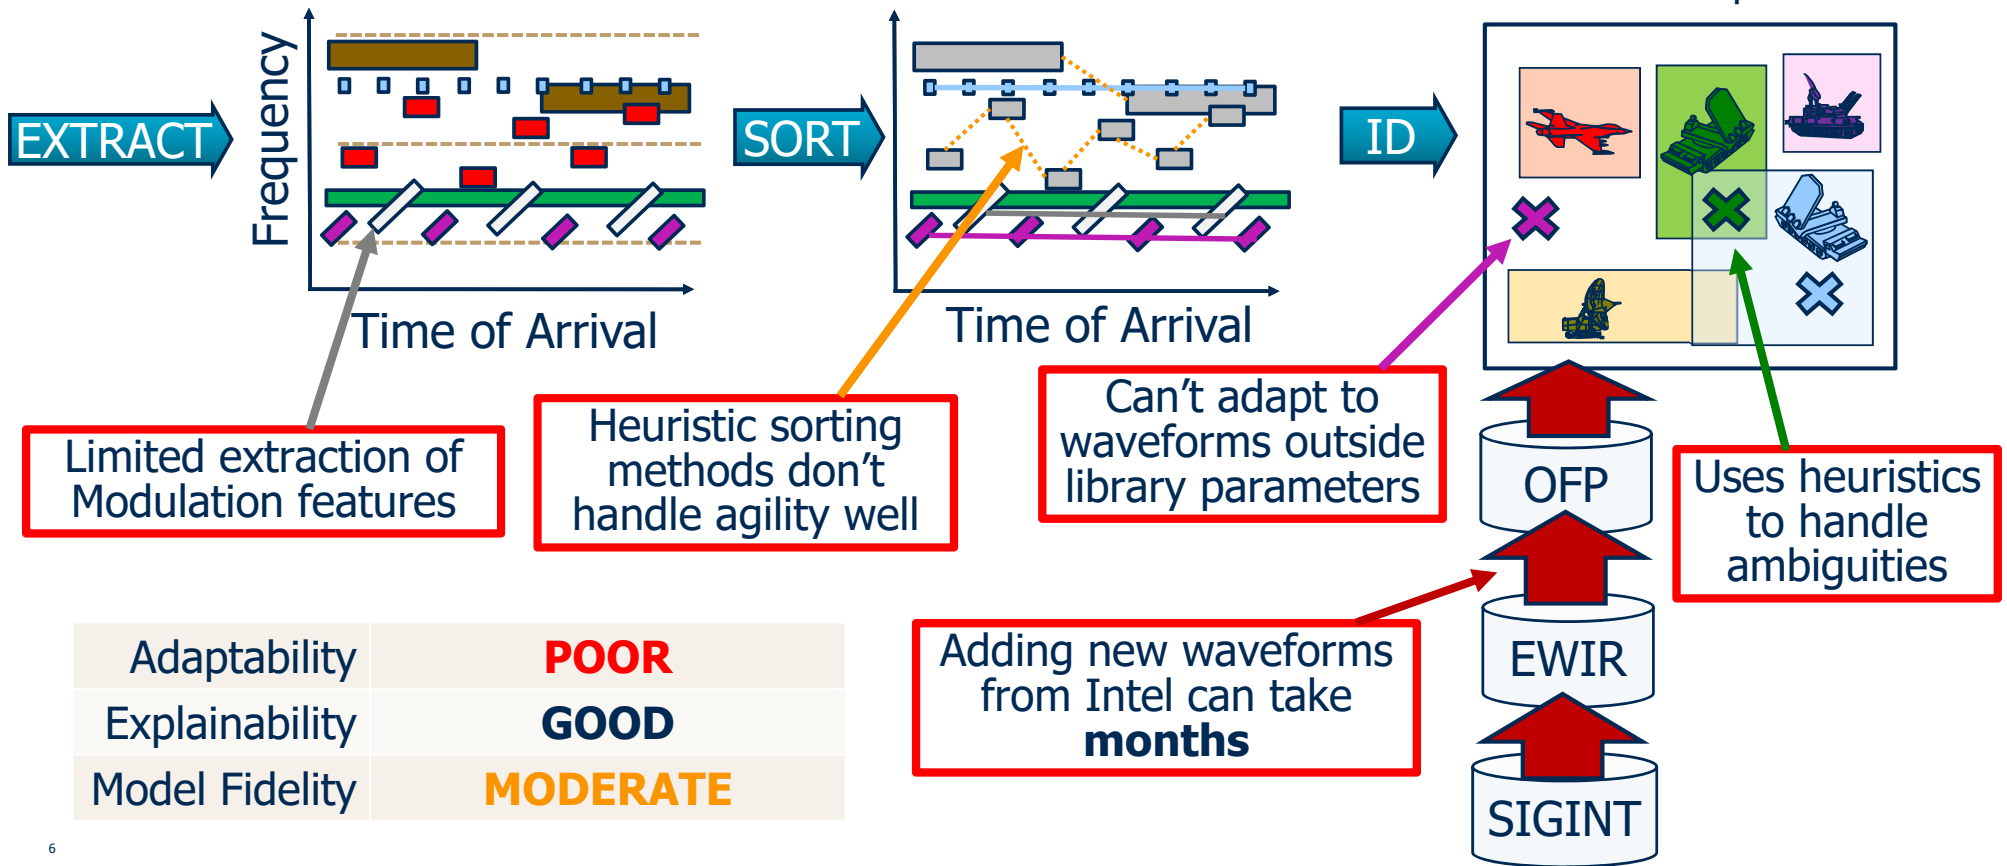 EXTRACT
Frequency
Time of Arrival
SORT
Time of Arrival
ID
Limited extraction of
Modulation features
Heuristic sorting
methods don't
handle agility well
Can't adapt to
waveforms outside
library parameters
Uses heuristics
to handle
ambiguities
OFP
EWIR
SIGINT
Adding new waveforms
from Intel can take
months
Adaptability POOR
Explainability GOOD
Model Fidelity MODERATE
6